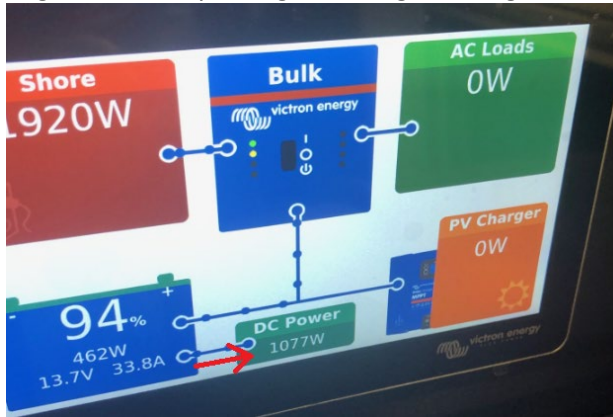 Shore
1920W
Bulk
victron energy
AC Loads
0W
PV Charger
0W
94%
462W
13.7V 33.8A
DC Power
1077W
victron energy